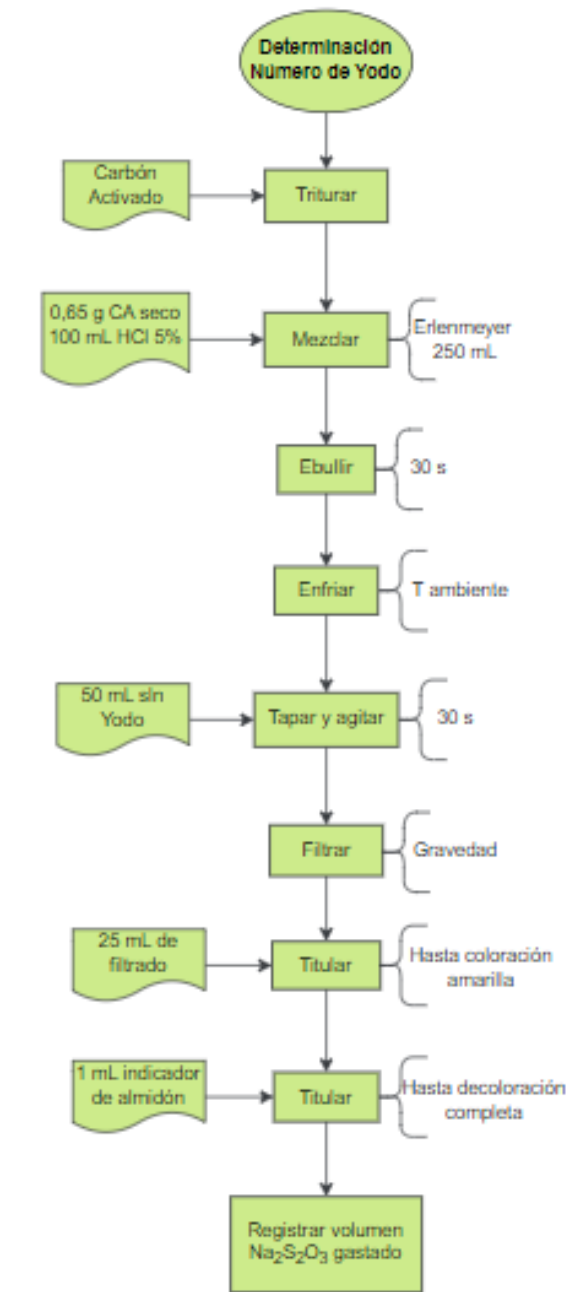 Determinación
Número de Yodo
Carbón
Activado
Triturar
0,65 g CA seco
100 mL HCl 5%
Mezclar
Erlenmeyer
250 mL
Ebullir
30 s
Enfriar
T ambiente
50 mL sln
Yodo
Tapar y agitar
30 s
Filtrar
Gravedad
25 mL de
filtrado
Titular
Hasta coloración
amarilla
1 mL indicador
de almidón
Titular
Hasta decoloración
completa
Registrar volumen
Na₂S₂O₃ gastado